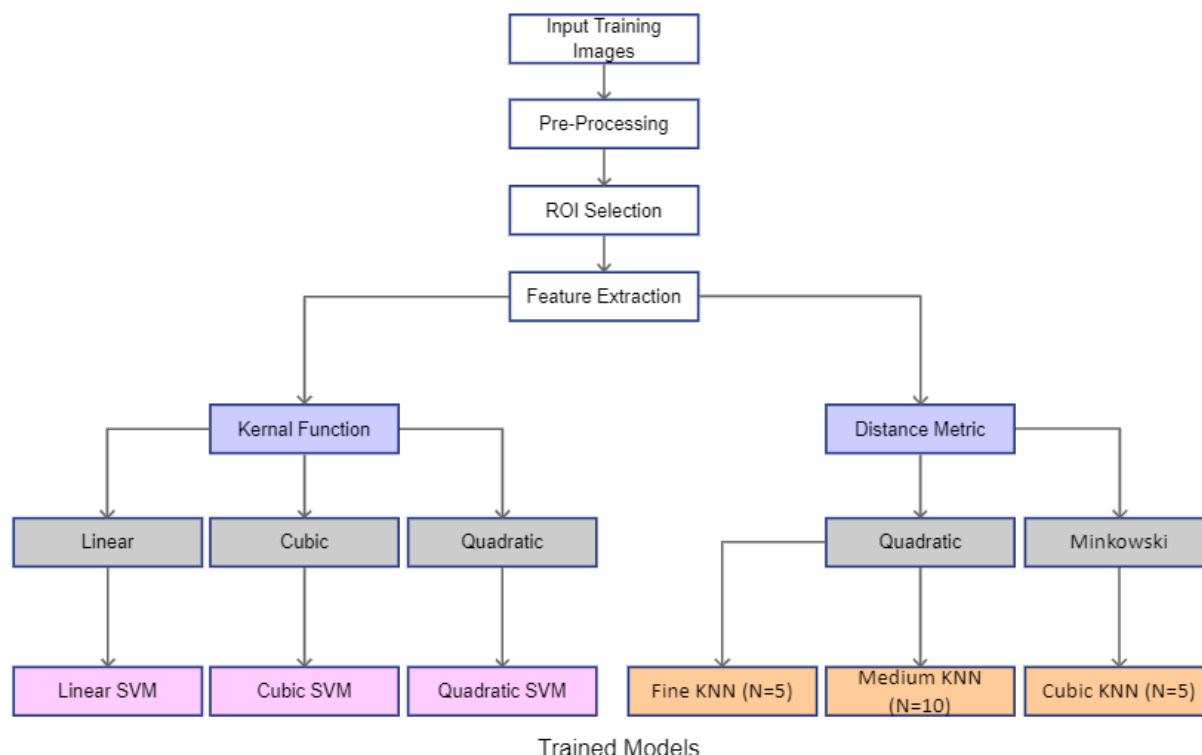 Input Training
Images
Pre-Processing
ROI Selection
Feature Extraction
Kernal Function
Distance Metric
Linear
Cubic
Quadratic
Quadratic
Minkowski
Linear SVM
Cubic SVM
Quadratic SVM
Fine KNN (N=5)
Medium KNN
(N=10)
Cubic KNN (N=5)
Trained Models